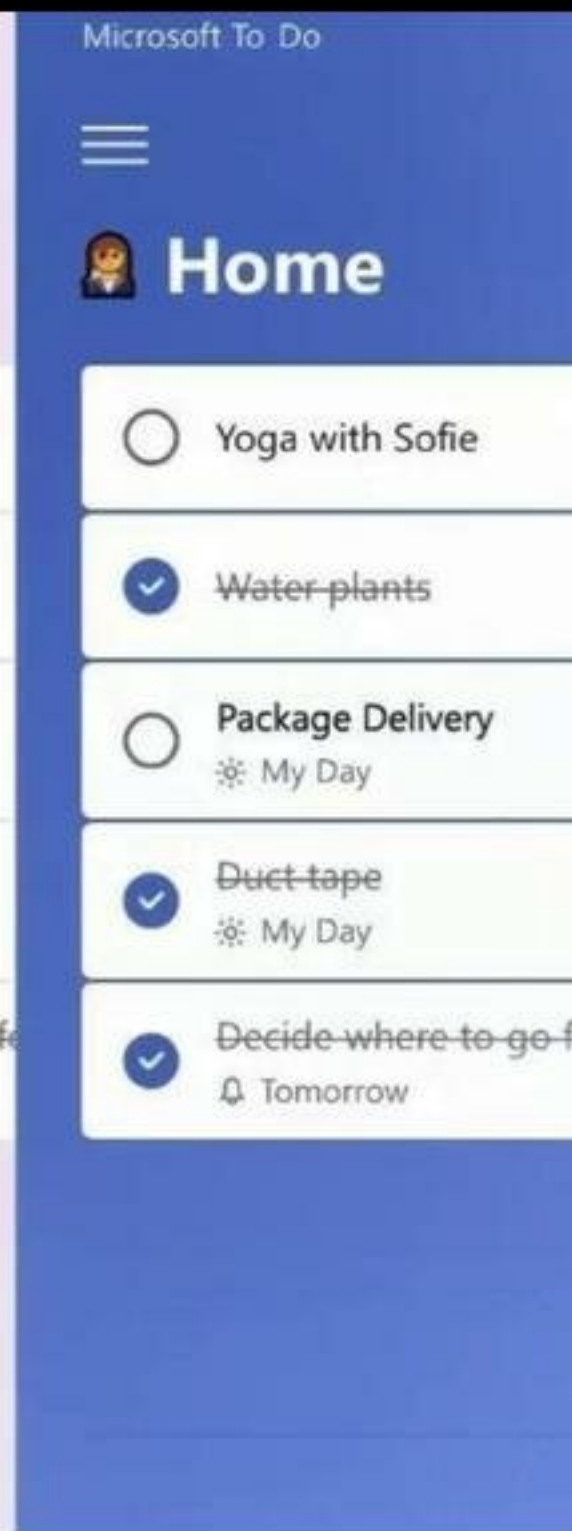 Microsoft To Do
Home
Yoga with Sofie
Water plants
Package Delivery
My Day
Duct tape
My Day
Decide where to go
Tomorrow